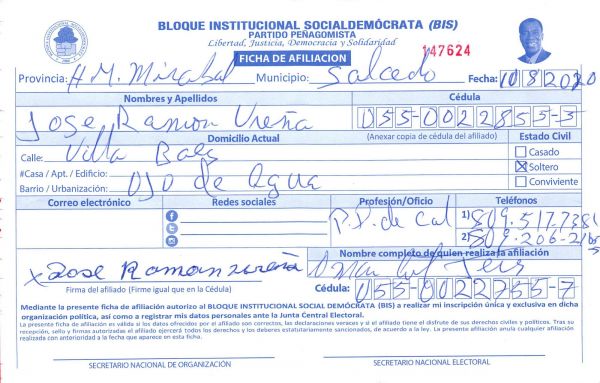 BLOQUE INSTITUCIONAL SOCIALDEMÓCRATA (BIS)
PARTIDO PEÑAGOMISTA
Libertad, Justicia, Democracia y Solidaridad
FICHA DE AFILIACION
147624
Provincia: H.M. Mirabal Municipio: Salcedo Fecha: 10 8 2020
Nombres y Apellidos Cédula
Jose Ramon Ureña 055-0022855-3
Domicilio Actual (Anexar copia de cédula del afiliado) Estado Civil
Calle: Villa Casado
#Casa / Apt. / Edificio: Soltero
Barrio / Urbanización: Ojo de Agua Conviviente
Correo electrónico Redes sociales Profesión/Oficio Teléfonos
1) 809.517.7381
2) 809.206-
Nombre completo de quien realiza la afiliación
x Jose Ramon Ureña
Firma del afiliado (Firme igual que en la Cédula) Cédula: 055-0022755-7
Mediante la presente ficha de afiliación autorizo al BLOQUE INSTITUCIONAL SOCIAL DEMÓCRATA (BIS) a realizar mi inscripción única y exclusiva en dicha
organización política, así como a registrar mis datos personales ante la Junta Central Electoral.
La presente ficha de afiliación es válida si los datos ofrecidos por el afiliado son correctos, las declaraciones veraces y si el afiliado tiene el disfrute de sus derechos civiles y políticos. Tras su
recepción, sello y firmas autorizadas el afiliado ejercerá todos los derechos y los deberes estatutariamente sancionados, de acuerdo a la ley. La presente afiliación anula cualquier afiliación
realizada con anterioridad a la fecha que aparece en esta ficha.
SECRETARIO NACIONAL DE ORGANIZACIÓN SECRETARIO NACIONAL ELECTORAL